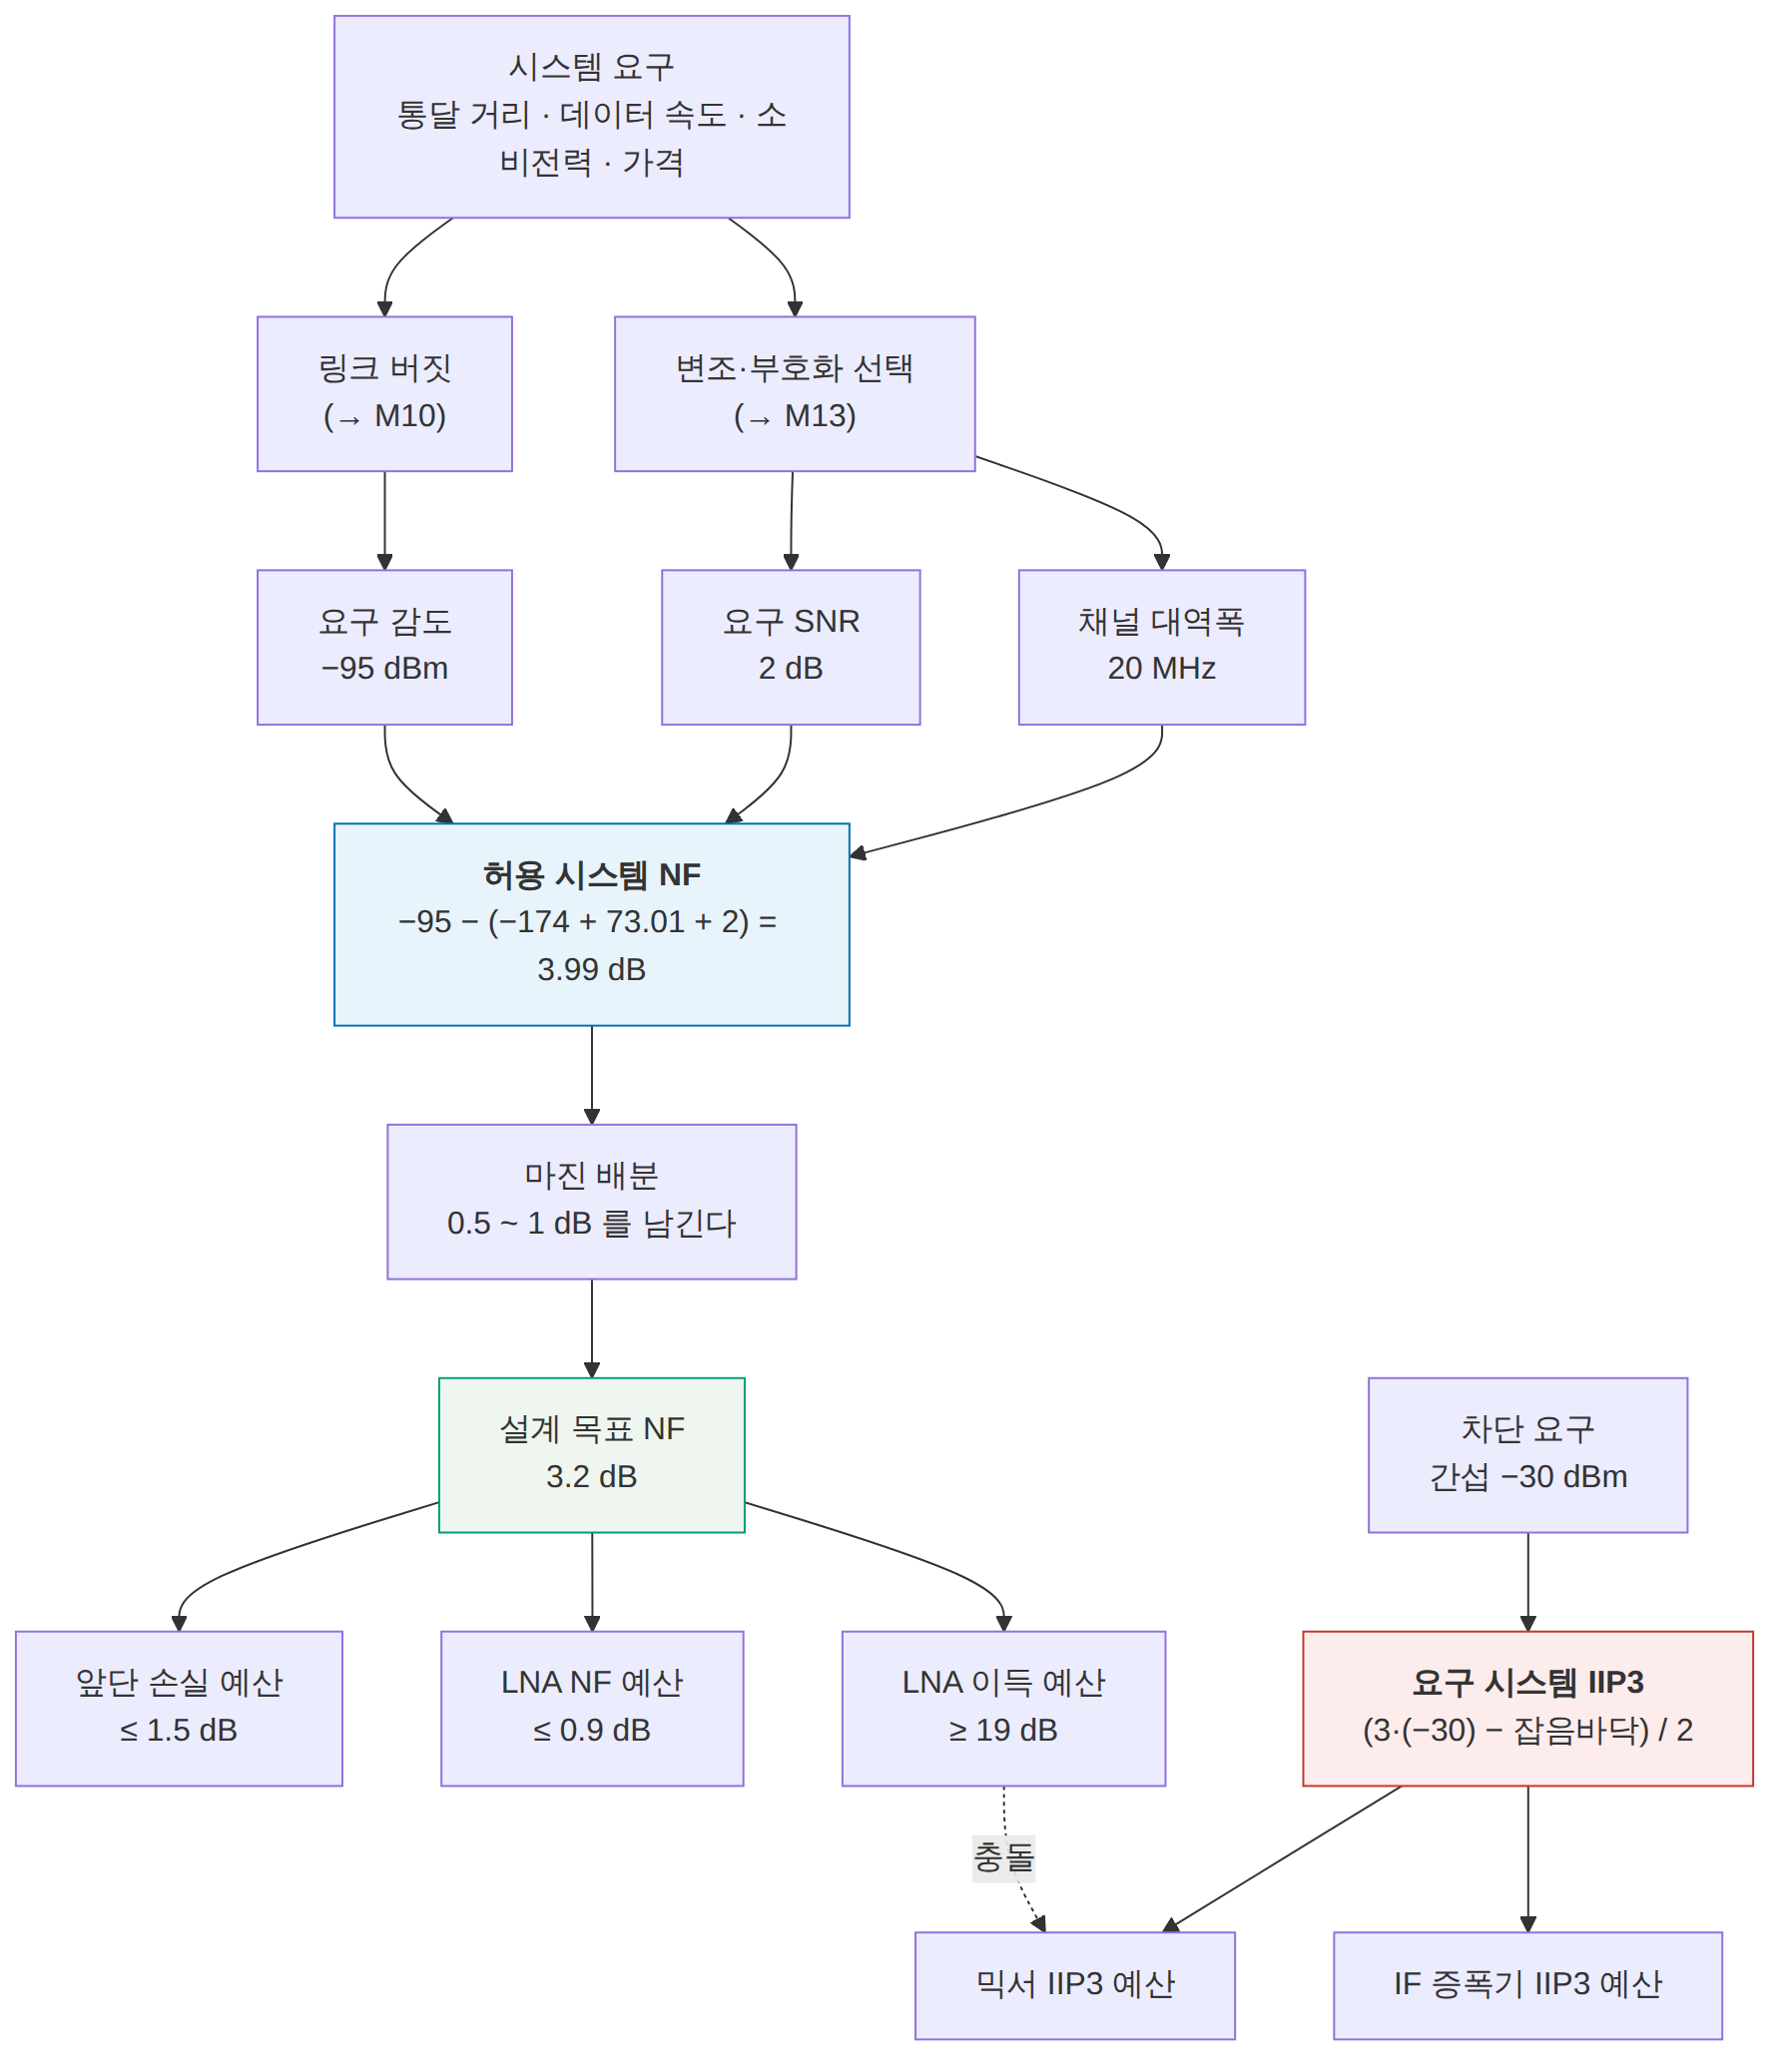 시스템 요구
통달 거리 · 데이터 속도 · 소
비전력 · 가격
링크 버짓
(→ M10)
변조·부호화 선택
(→ M13)
요구 감도
−95 dBm
요구 SNR
2 dB
채널 대역폭
20 MHz
허용 시스템 NF
−95 − (−174 + 73.01 + 2) =
3.99 dB
마진 배분
0.5 ~ 1 dB 를 남긴다
설계 목표 NF
3.2 dB
차단 요구
간섭 −30 dBm
앞단 손실 예산
≤ 1.5 dB
LNA NF 예산
≤ 0.9 dB
LNA 이득 예산
≥ 19 dB
요구 시스템 IIP3
(3·(−30) − 잡음바닥) / 2
충돌
믹서 IIP3 예산
IF 증폭기 IIP3 예산